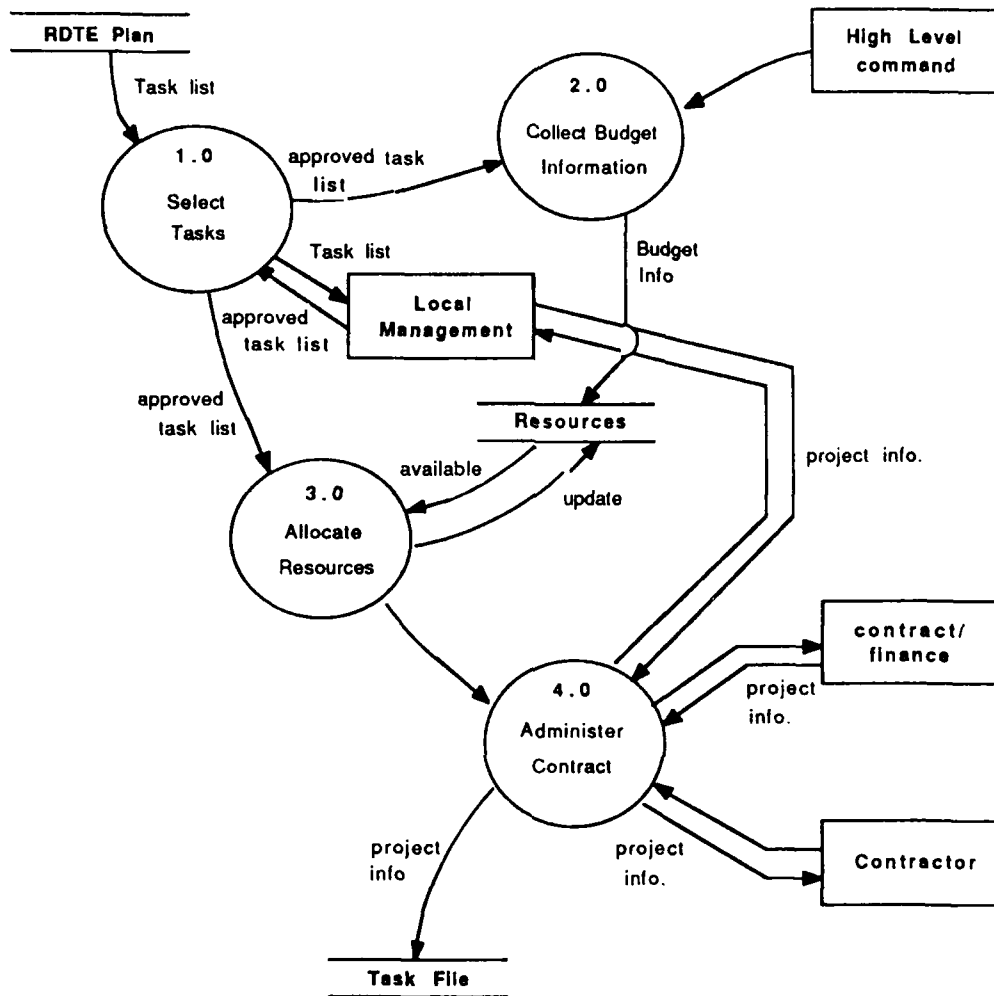 RDTE Plan
High Level
command
Task list
2.0
Collect Budget
Information
1.0
Select
Tasks
approved task
list
Task list
Budget
Info
Local
Management
approved
task list
approved
task list
Resources
available
update
project info.
3.0
Allocate
Resources
contract/
finance
project
info.
4.0
Administer
Contract
project
info
project
info.
Contractor
Task File